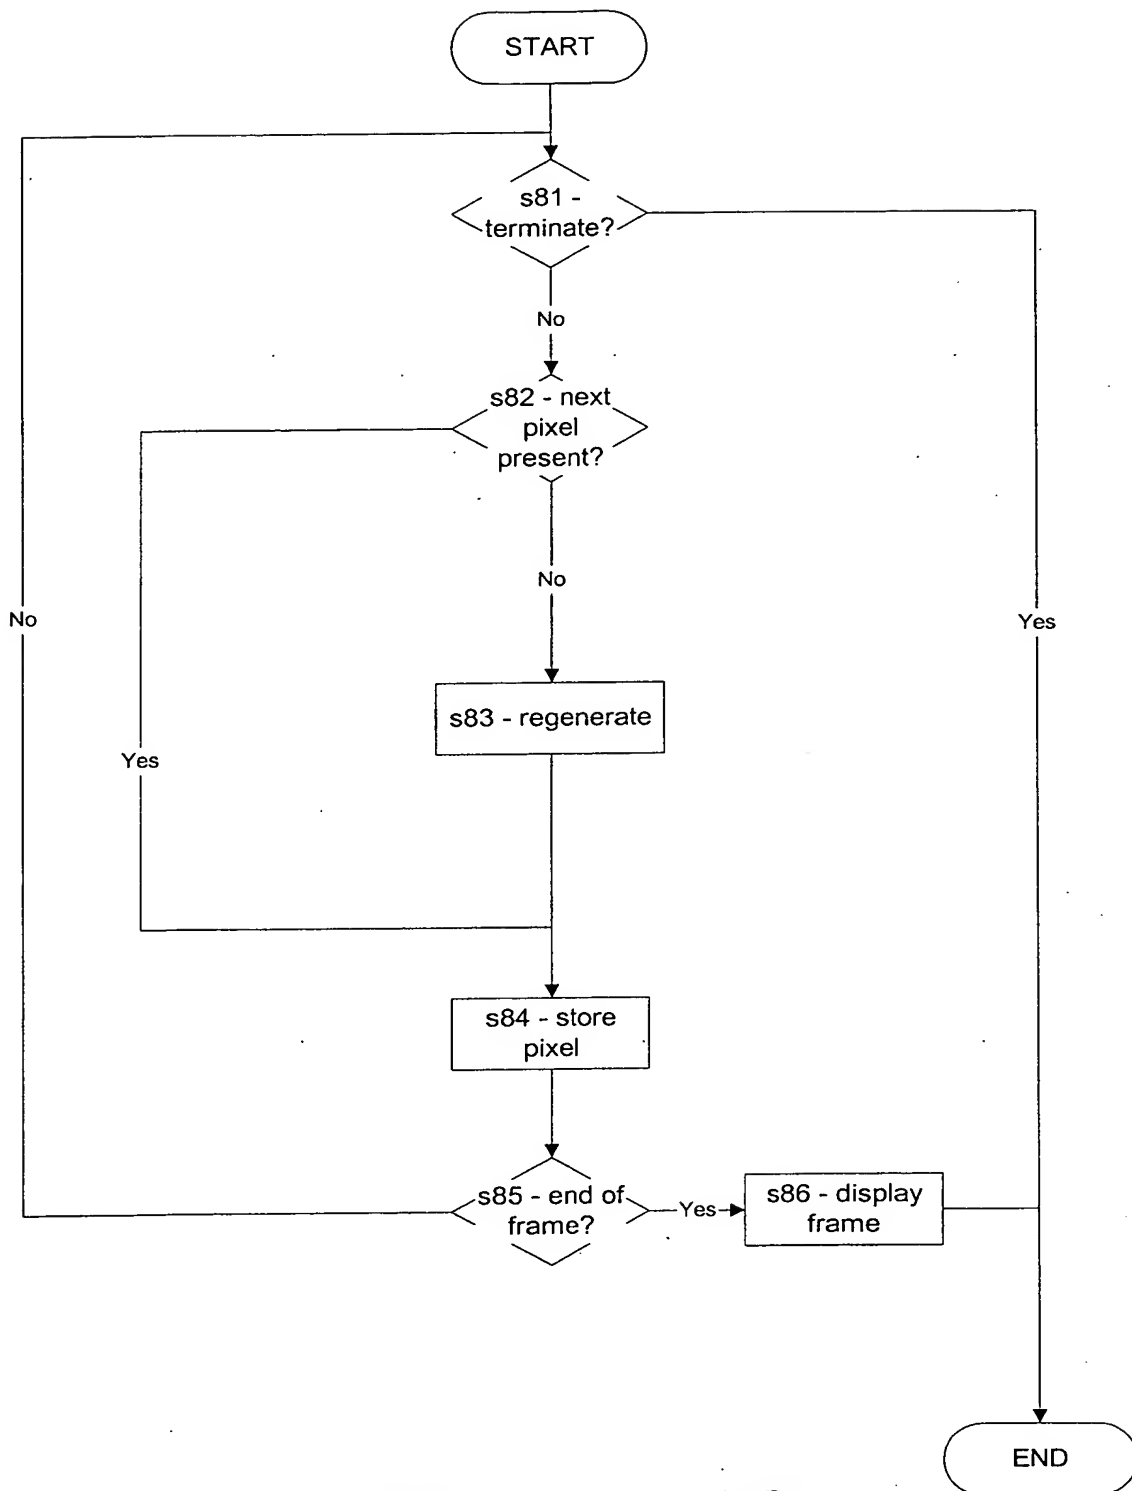 START
s81 -
terminate?
No
s82 - next
pixel
present?
No
No
Yes
s83 - regenerate
Yes
s84 - store
pixel
s85 - end of
frame?
Yes
s86 - display
frame
END